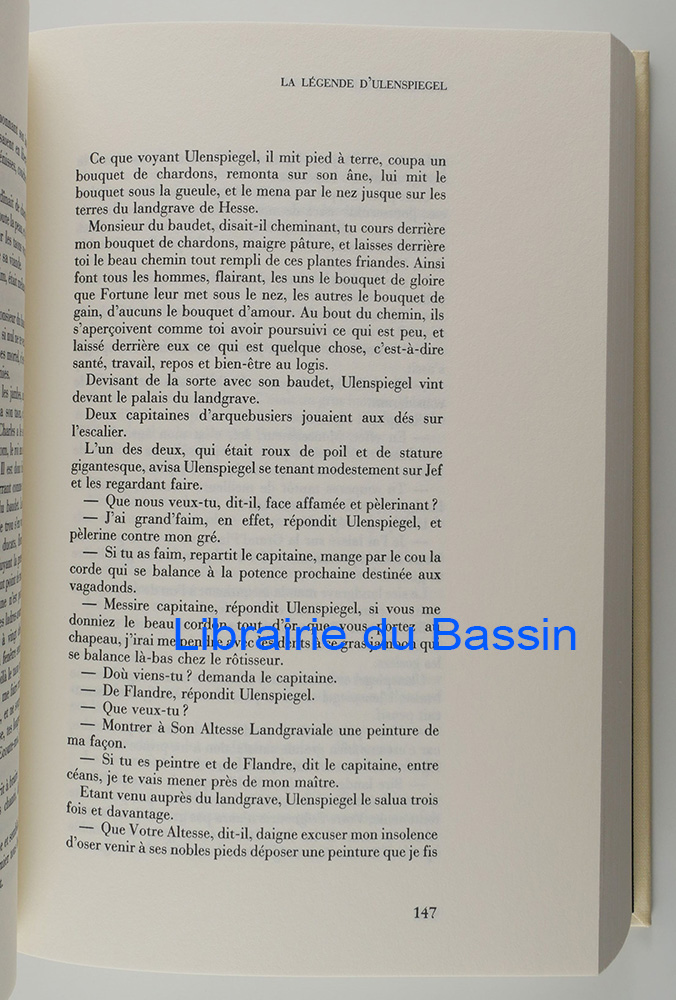 LA LÉGENDE D'ULENSPIEGEL
Ce que voyant Ulenspiegel, il mit pied à terre, coupa un
bouquet de chardons, remonta sur son âne, lui mit le
bouquet sous la gueule, et le mena par le nez jusque sur les
terres du landgrave de Hesse.
Monsieur du baudet, disait-il cheminant, tu cours derrière
mon bouquet de chardons, maigre pâture, et laisses derrière
toi le beau chemin tout rempli de ces plantes friandes. Ainsi
font tous les hommes, flairant, les uns le bouquet de gloire
que Fortune leur met sous le nez, les autres le bouquet de
gain, d'aucuns le bouquet d'amour. Au bout du chemin, ils
s'aperçoivent comme toi avoir poursuivi ce qui est peu, et
laissé derrière eux ce qui est quelque chose, c'est-à-dire
santé, travail, repos et bien-être au logis.
Devisant de la sorte avec son baudet, Ulenspiegel vint
devant le palais du landgrave.
Deux capitaines d'arquebusiers jouaient aux dés sur
l'escalier.
L'un des deux, qui était roux de poil et de stature
gigantesque, avisa Ulenspiegel se tenant modestement sur Jef
et les regardant faire.
— Que nous veux-tu, dit-il, face affamée et pèlerinant ?
— J'ai grand'faim, en effet, répondit Ulenspiegel, et
pèlerine contre mon gré.
— Si tu as faim, repartit le capitaine, mange par le cou la
corde qui se balance à la potence prochaine destinée aux
vagadonds.
— Messire capitaine, répondit Ulenspiegel, si vous me
donniez le beau cordon tout d'or que vous portez au
chapeau, j'irai me pendre avec les dents à ce gras jambon qui
se balance là-bas chez le rôtisseur.
Librairie du Bassin
— Doù viens-tu ? demanda le capitaine.
— De Flandre, répondit Ulenspiegel.
— Que veux-tu ?
— Montrer à Son Altesse Landgraviale une peinture de
ma façon.
— Si tu es peintre et de Flandre, dit le capitaine, entre
céans, je te vais mener près de mon maître.
Etant venu auprès du landgrave, Ulenspiegel le salua trois
fois et davantage.
— Que Votre Altesse, dit-il, daigne excuser mon insolence
d'oser venir à ses nobles pieds déposer une peinture que je fis
147